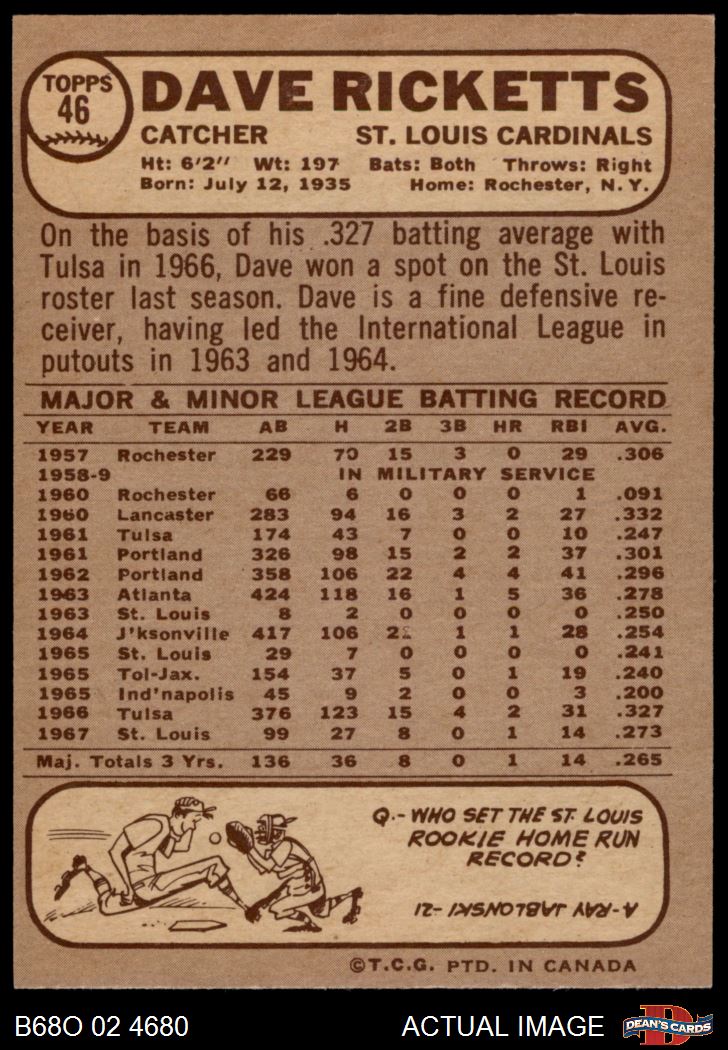 TOPPS
46
DAVE RICKETTS
CATCHER ST. LOUIS CARDINALS
Ht: 6'2" Wt: 197 Bats: Both Throws: Right
Born: July 12, 1935 Home: Rochester, N.Y.
On the basis of his .327 batting average with
Tulsa in 1966, Dave won a spot on the St. Louis
roster last season. Dave is a fine defensive re-
ceiver, having led the International League in
putouts in 1963 and 1964.
MAJOR & MINOR LEAGUE BATTING RECORD
YEAR TEAM AB H 2B 3B HR RBI AVG.
1957 Rochester 229 70 15 3 0 29 .306
1958-9 IN MILITARY SERVICE
1960 Rochester 66 6 0 0 0 1 .091
1960 Lancaster 283 94 16 3 2 27 .332
1961 Tulsa 174 43 7 0 0 10 .247
1961 Portland 326 98 15 2 2 37 .301
1962 Portland 358 106 22 4 4 41 .296
1963 Atlanta 424 118 16 1 5 36 .278
1963 St. Louis 8 2 0 0 0 0 .250
1964 J'ksonville 417 106 1 1 28 .254
1965 St. Louis 29 7 0 0 0 0 .241
1965 Tol-Jax. 154 37 5 0 1 19 .240
1965 Ind'napolis 45 9 2 0 0 3 .200
1966 Tulsa 376 123 15 4 2 31 .327
1967 St. Louis 99 27 8 0 1 14 .273
Maj. Totals 3 Yrs. 136 36 8 0 1 14 .265
Q.- WHO SET THE ST. LOUIS
ROOKIE HOME RUN
RECORD?
A-RAY JABLONSKI -21
©T.C.G. PTD. IN CANADA
B68O 02 4680 ACTUAL IMAGE
D
DEAN'S CARDS